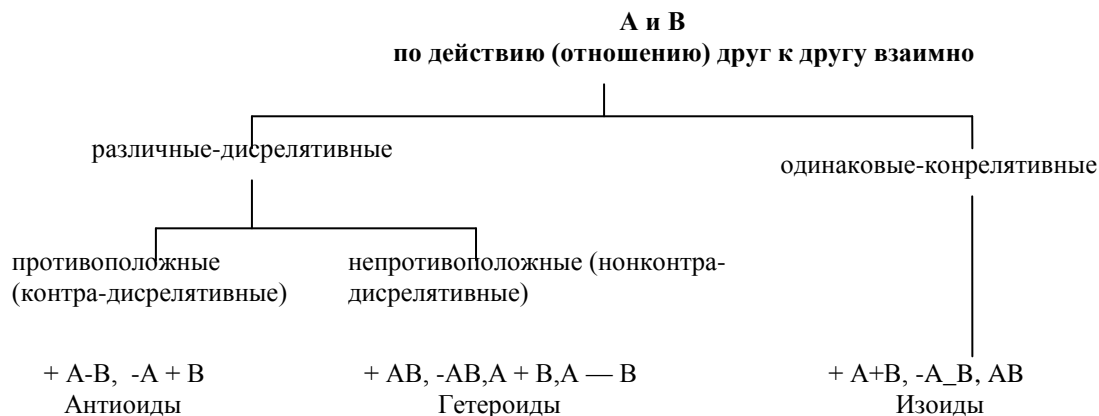 А и В
по действию (отношению) друг к другу взаимно
различные-дисрелятивные
одинаковые-конрелятивные
противоположные
(контра-дисрелятивные)
непротивоположные (нонконтра-
дисрелятивные)
+ А-В, -А + В
+ АВ, -АВ,А + В,А — В
+ А+В, -А_В, АВ
Антиоиды
Гетероиды
Изоиды